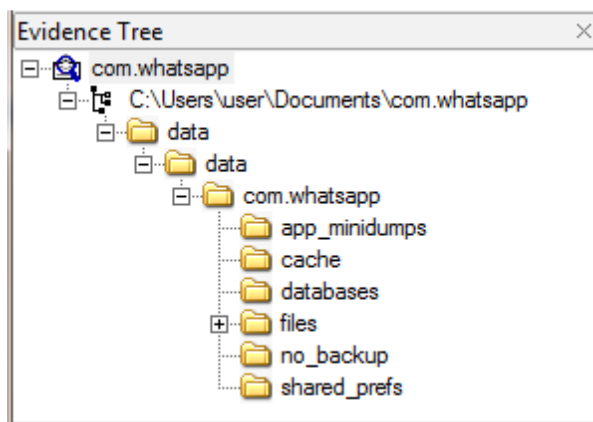 Evidence Tree
com.whatsapp
C:\Users\user\Documents\com.whatsapp
data
data
com.whatsapp
app_minidumps
cache
databases
files
no_backup
shared_prefs